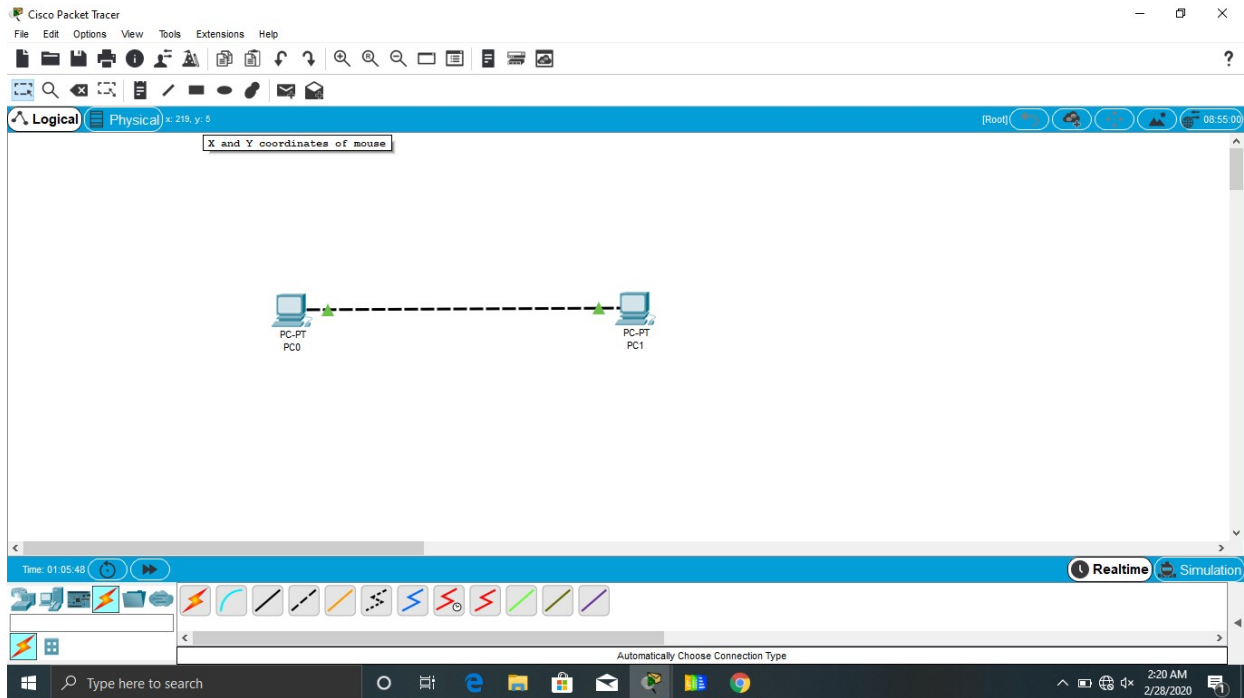 Cisco Packet Tracer
File Edit Options View Tools Extensions Help
?
Logical Physical x: 219, y: 5 [Root] 08:55:00
X and Y coordinates of mouse
PC-PT
PC0
PC-PT
PC1
Time: 01:05:48 Realtime Simulation
Automatically Choose Connection Type
Type here to search
2:20 AM
2/28/2020
1